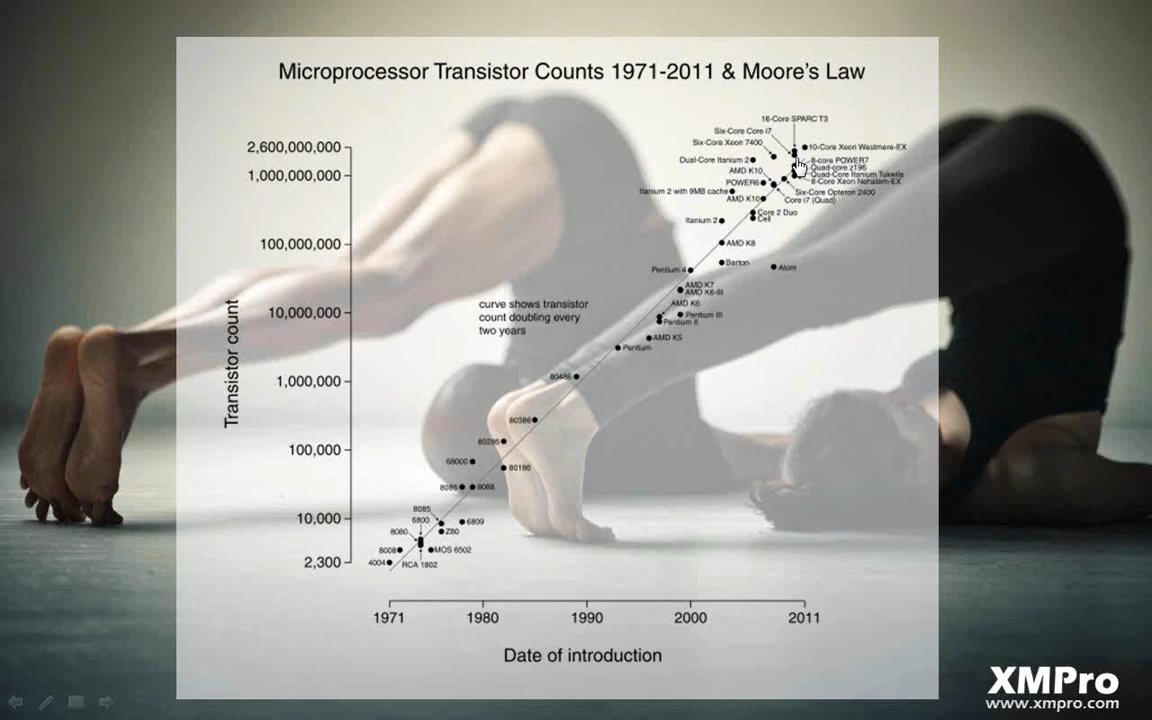 Microprocessor Transistor Counts 1971-2011 & Moore's Law
16-Core SPARC T3
Six-Core Core i7
Six-Core Xeon 7400
10-Core Xeon Westmere-EX
Dual-Core Itanium 2
8-core POWER7
Quad-core z196
AMD K10
Quad-Core Itanium Tukwila
POWER6
8-Core Xeon Nehalem-EX
Itanium 2 with 9MB cache
Six-Core Opteron 2400
AMD K10
Core i7 (Quad)
Core 2 Duo
Itanium 2
Cell
AMD K8
Barton
Pentium 4
Atom
AMD K7
AMD K6-III
AMD K6
Pentium III
Pentium II
AMD K5
Pentium
80486
80386
80286
68000
80186
8086
8088
8085
6800
6809
8080
Z80
8008
MOS 6502
4004
RCA 1802
curve shows transistor
count doubling every
two years
2,600,000,000
1,000,000,000
100,000,000
10,000,000
1,000,000
100,000
10,000
2,300
Transistor count
1971
1980
1990
2000
2011
Date of introduction
XMPro
www.xmpro.com